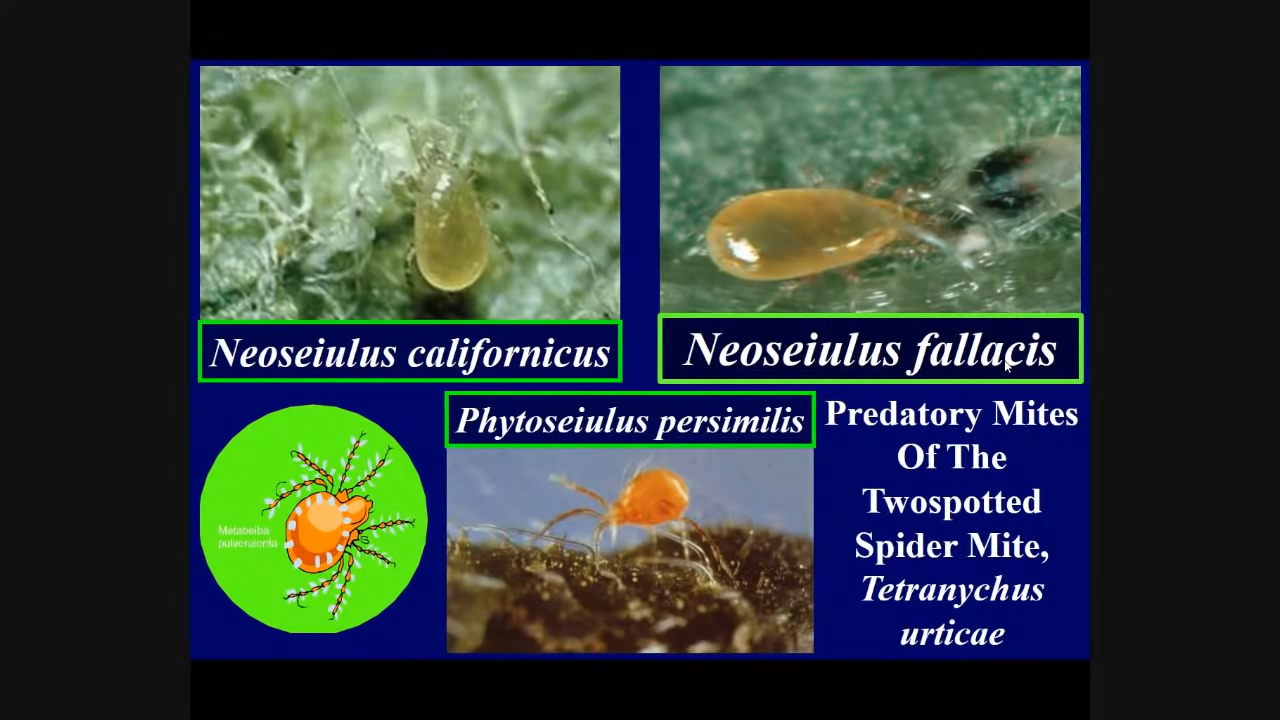 Neoseiulus californicus
Neoseiulus fallacis
Phytoseiulus persimilis
Predatory Mites
Of The
Twospotted
Spider Mite,
Tetranychus
urticae
Metabelba
pulverulenta